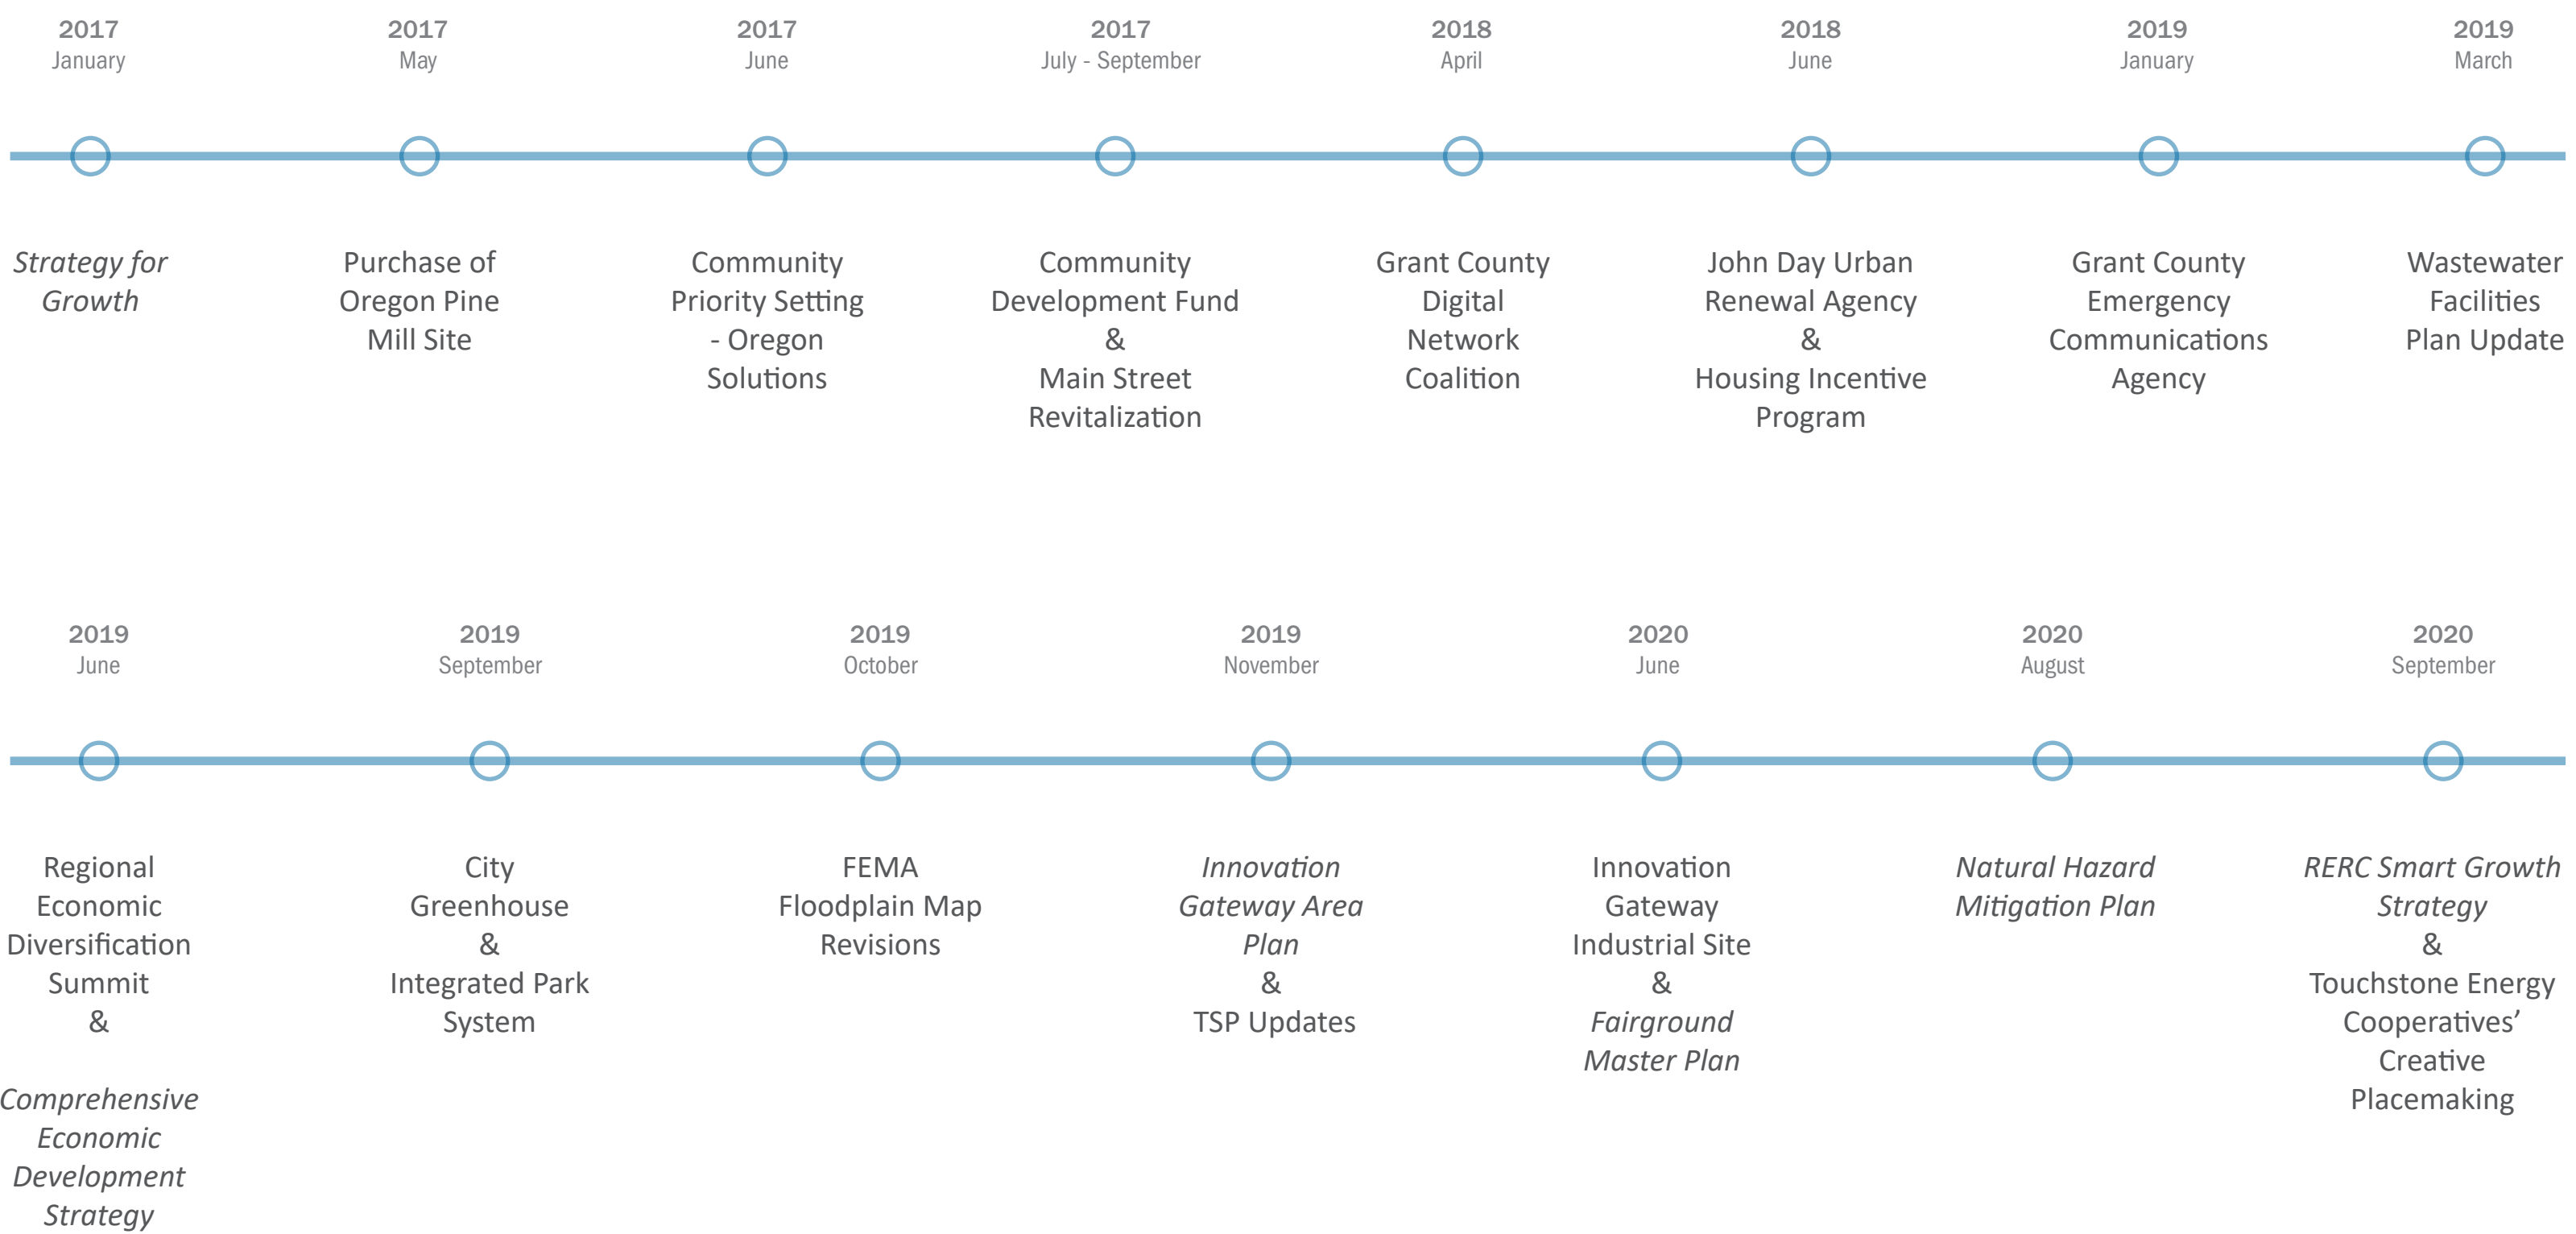 2017
January
2017
May
2017
June
2017
July - September
2018
April
2018
June
2019
January
2019
March
Strategy for
Growth
Purchase of
Oregon Pine
Mill Site
Community
Priority Setting
- Oregon
Solutions
Community
Development Fund
&
Main Street
Revitalization
Grant County
Digital
Network
Coalition
John Day Urban
Renewal Agency
&
Housing Incentive
Program
Grant County
Emergency
Communications
Agency
Wastewater
Facilities
Plan Update
2019
June
2019
September
2019
October
2019
November
2020
June
2020
August
2020
September
Regional
Economic
Diversification
Summit
&
Comprehensive
Economic
Development
Strategy
City
Greenhouse
&
Integrated Park
System
FEMA
Floodplain Map
Revisions
Innovation
Gateway Area
Plan
&
TSP Updates
Innovation
Gateway
Industrial Site
&
Fairground
Master Plan
Natural Hazard
Mitigation Plan
RERC Smart Growth
Strategy
&
Touchstone Energy
Cooperatives’
Creative
Placemaking